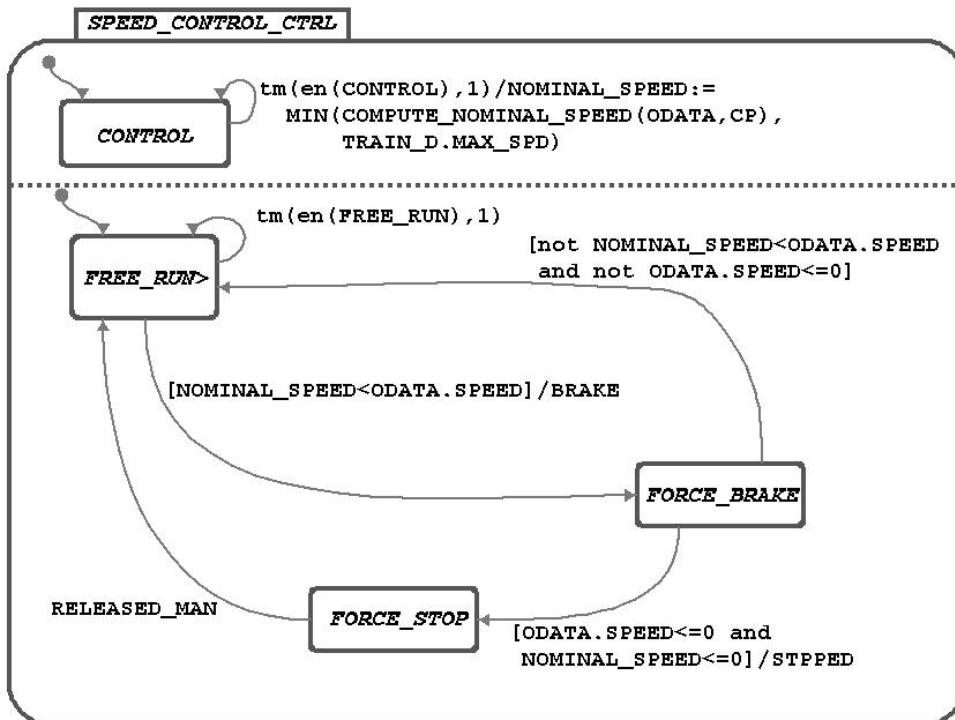 SPEED_CONTROL_CTRL
tm(en(CONTROL),1)/NOMINAL_SPEED:=
MIN(COMPUTE_NOMINAL_SPEED(ODATA,CP),
TRAIN_D.MAX_SPD)
CONTROL
tm(en(FREE_RUN),1)
[not NOMINAL_SPEED<ODATA.SPEED
and not ODATA.SPEED<=0]
FREE_RUN>
[NOMINAL_SPEED<ODATA.SPEED]/BRAKE
FORCE_BRAKE
RELEASED_MAN
FORCE_STOP
[ODATA.SPEED<=0 and
NOMINAL_SPEED<=0]/STPPED